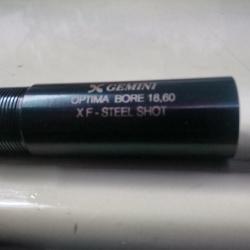 GEMINI
OPTIMA BORE 18,60
XF - STEEL SHOT